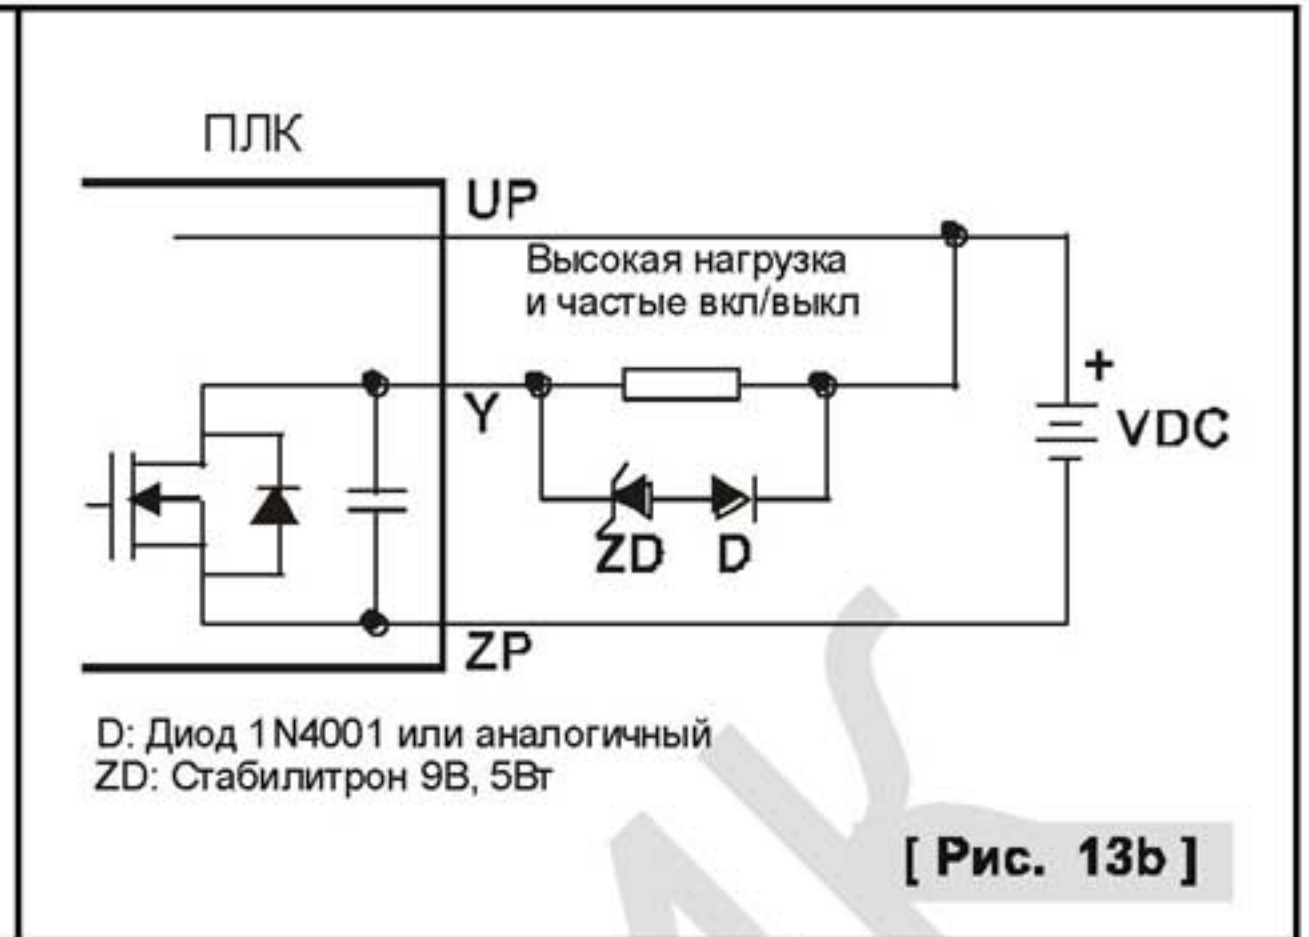 ПЛК
UP
Высокая нагрузка
и частые вкл/выкл
+
Y
VDC
ZD
D
ZP
D: Диод 1N4001 или аналогичный
ZD: Стабилитрон 9В, 5Вт
[ Рис. 13b ]